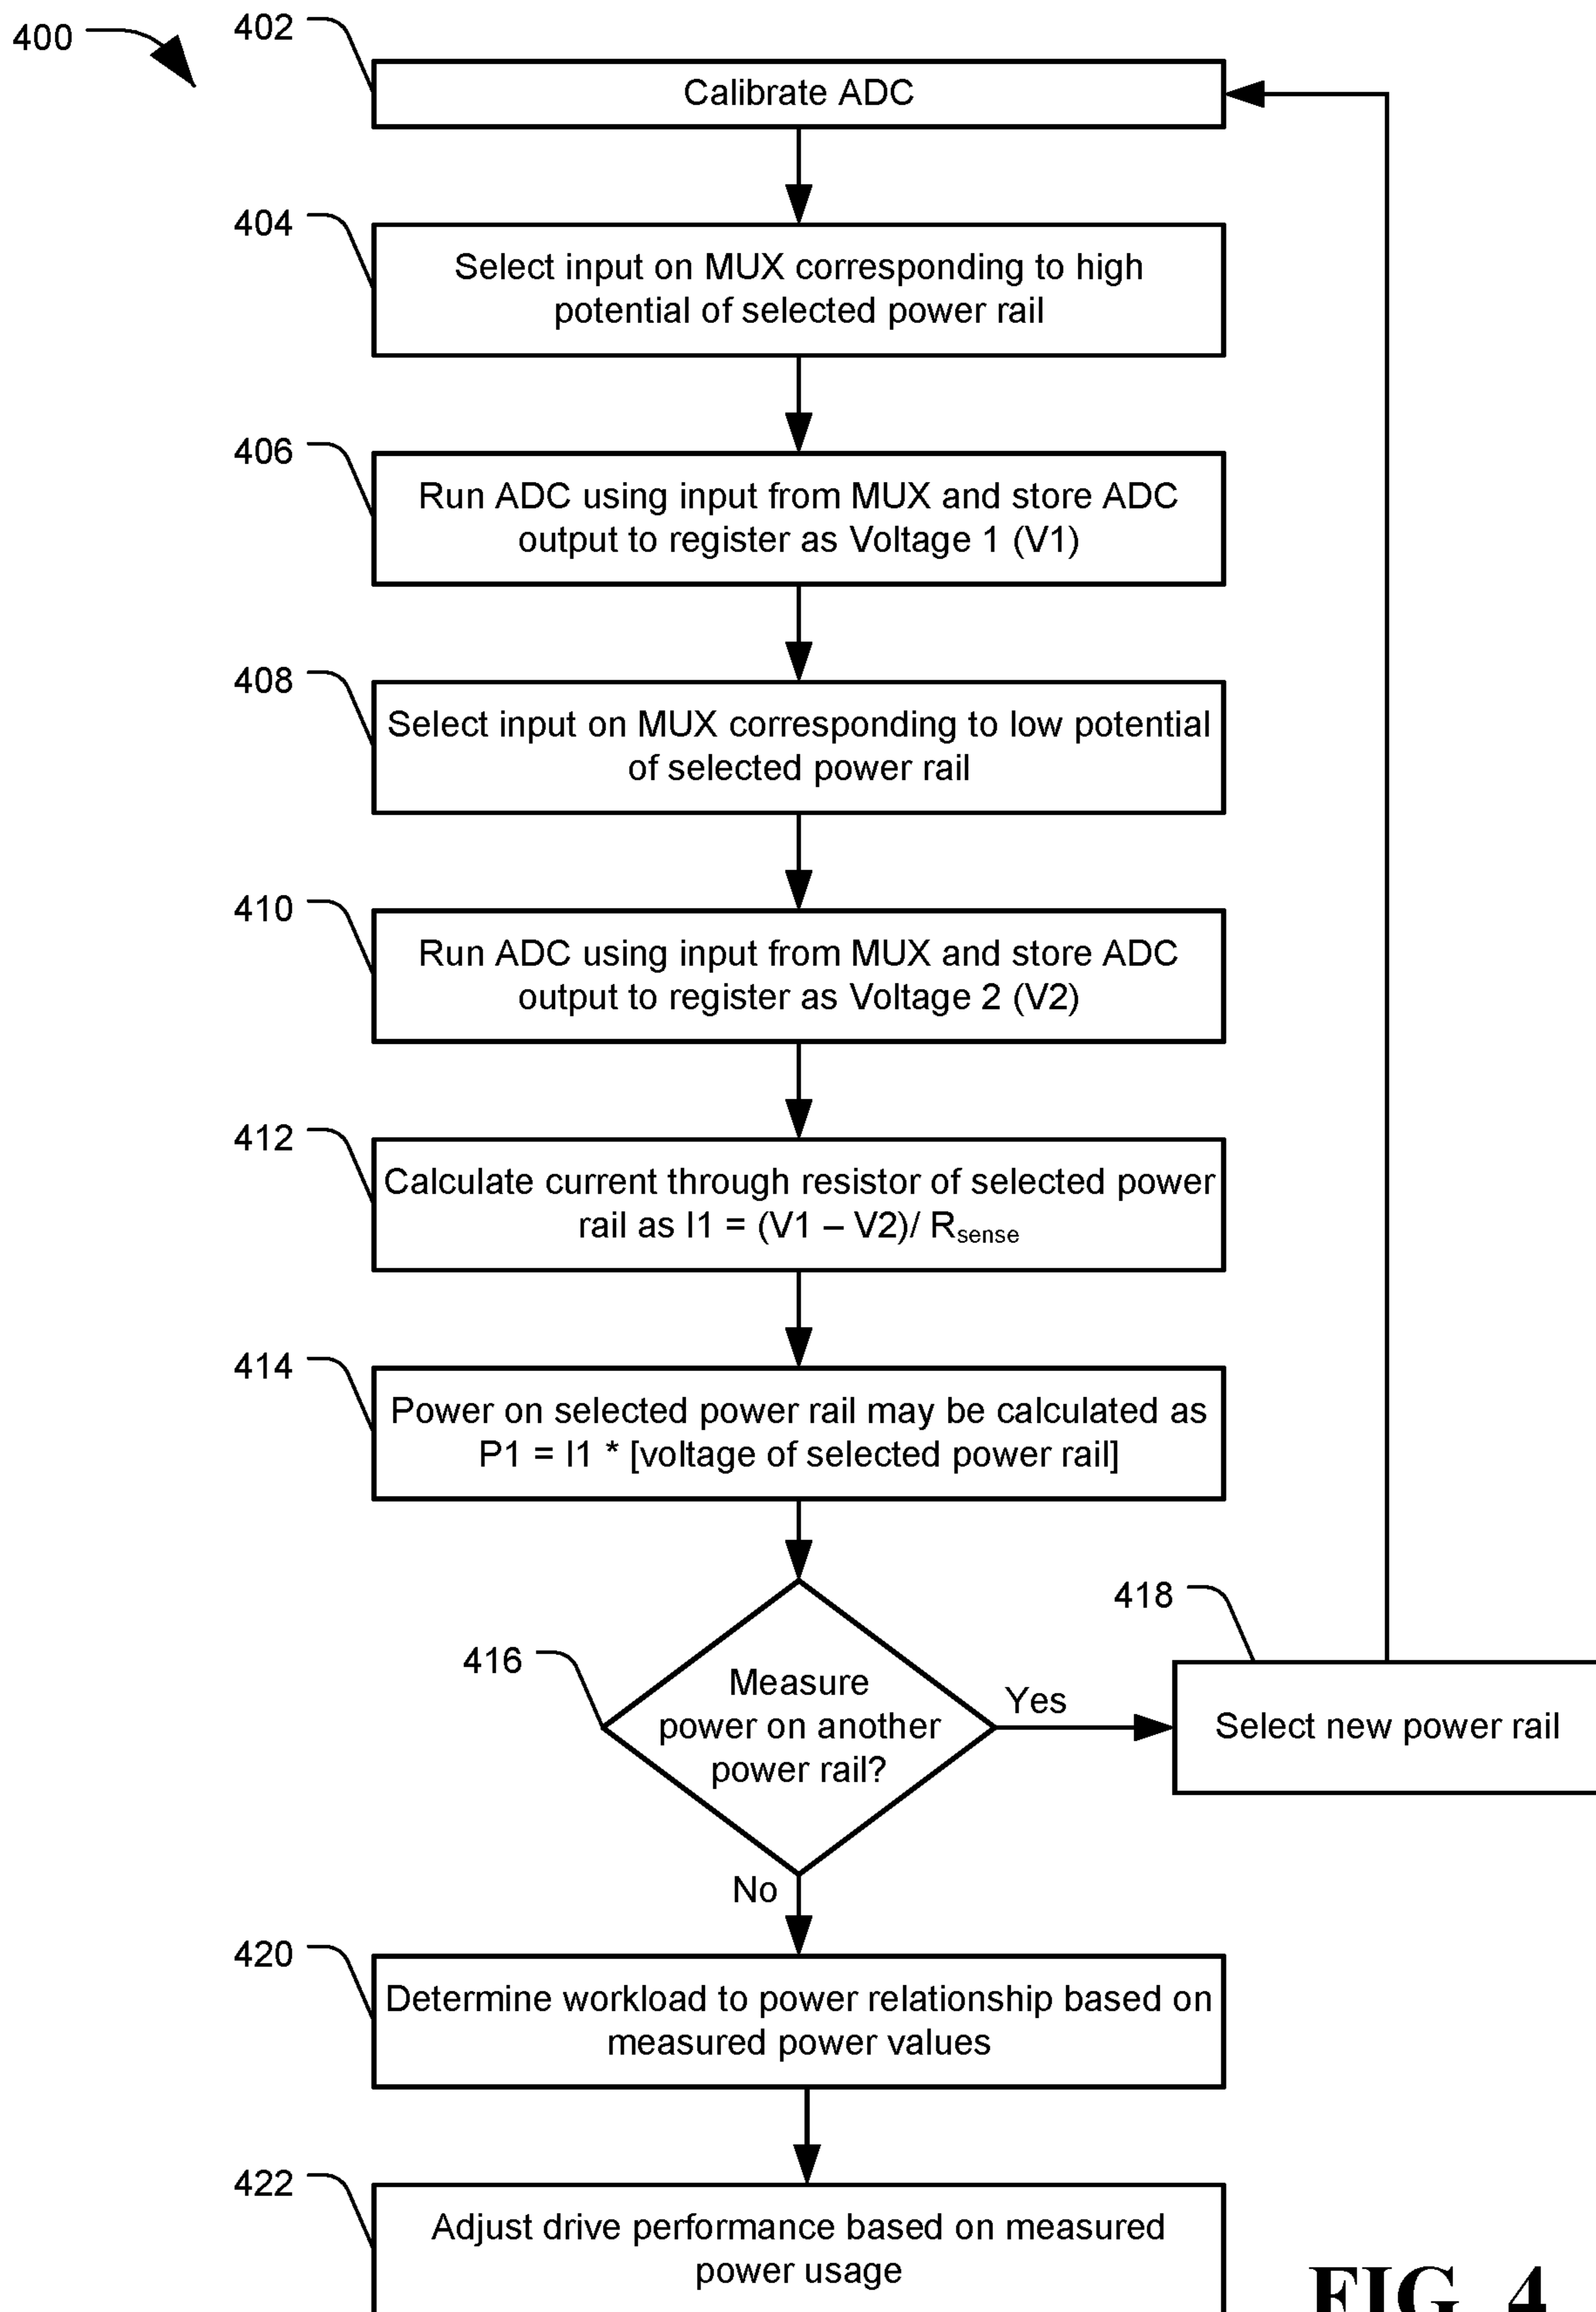 400
402
Calibrate ADC
404
Select input on MUX corresponding to high
potential of selected power rail
406
Run ADC using input from MUX and store ADC
output to register as Voltage 1 (V1)
408
Select input on MUX corresponding to low potential
of selected power rail
410
Run ADC using input from MUX and store ADC
output to register as Voltage 2 (V2)
412
Calculate current through resistor of selected power
rail as I1 = (V1 – V2)/ Rsense
414
Power on selected power rail may be calculated as
P1 = I1 * [voltage of selected power rail]
416
Measure
power on another
power rail?
Yes
418
Select new power rail
No
420
Determine workload to power relationship based on
measured power values
422
Adjust drive performance based on measured
power usage
FIG. 4